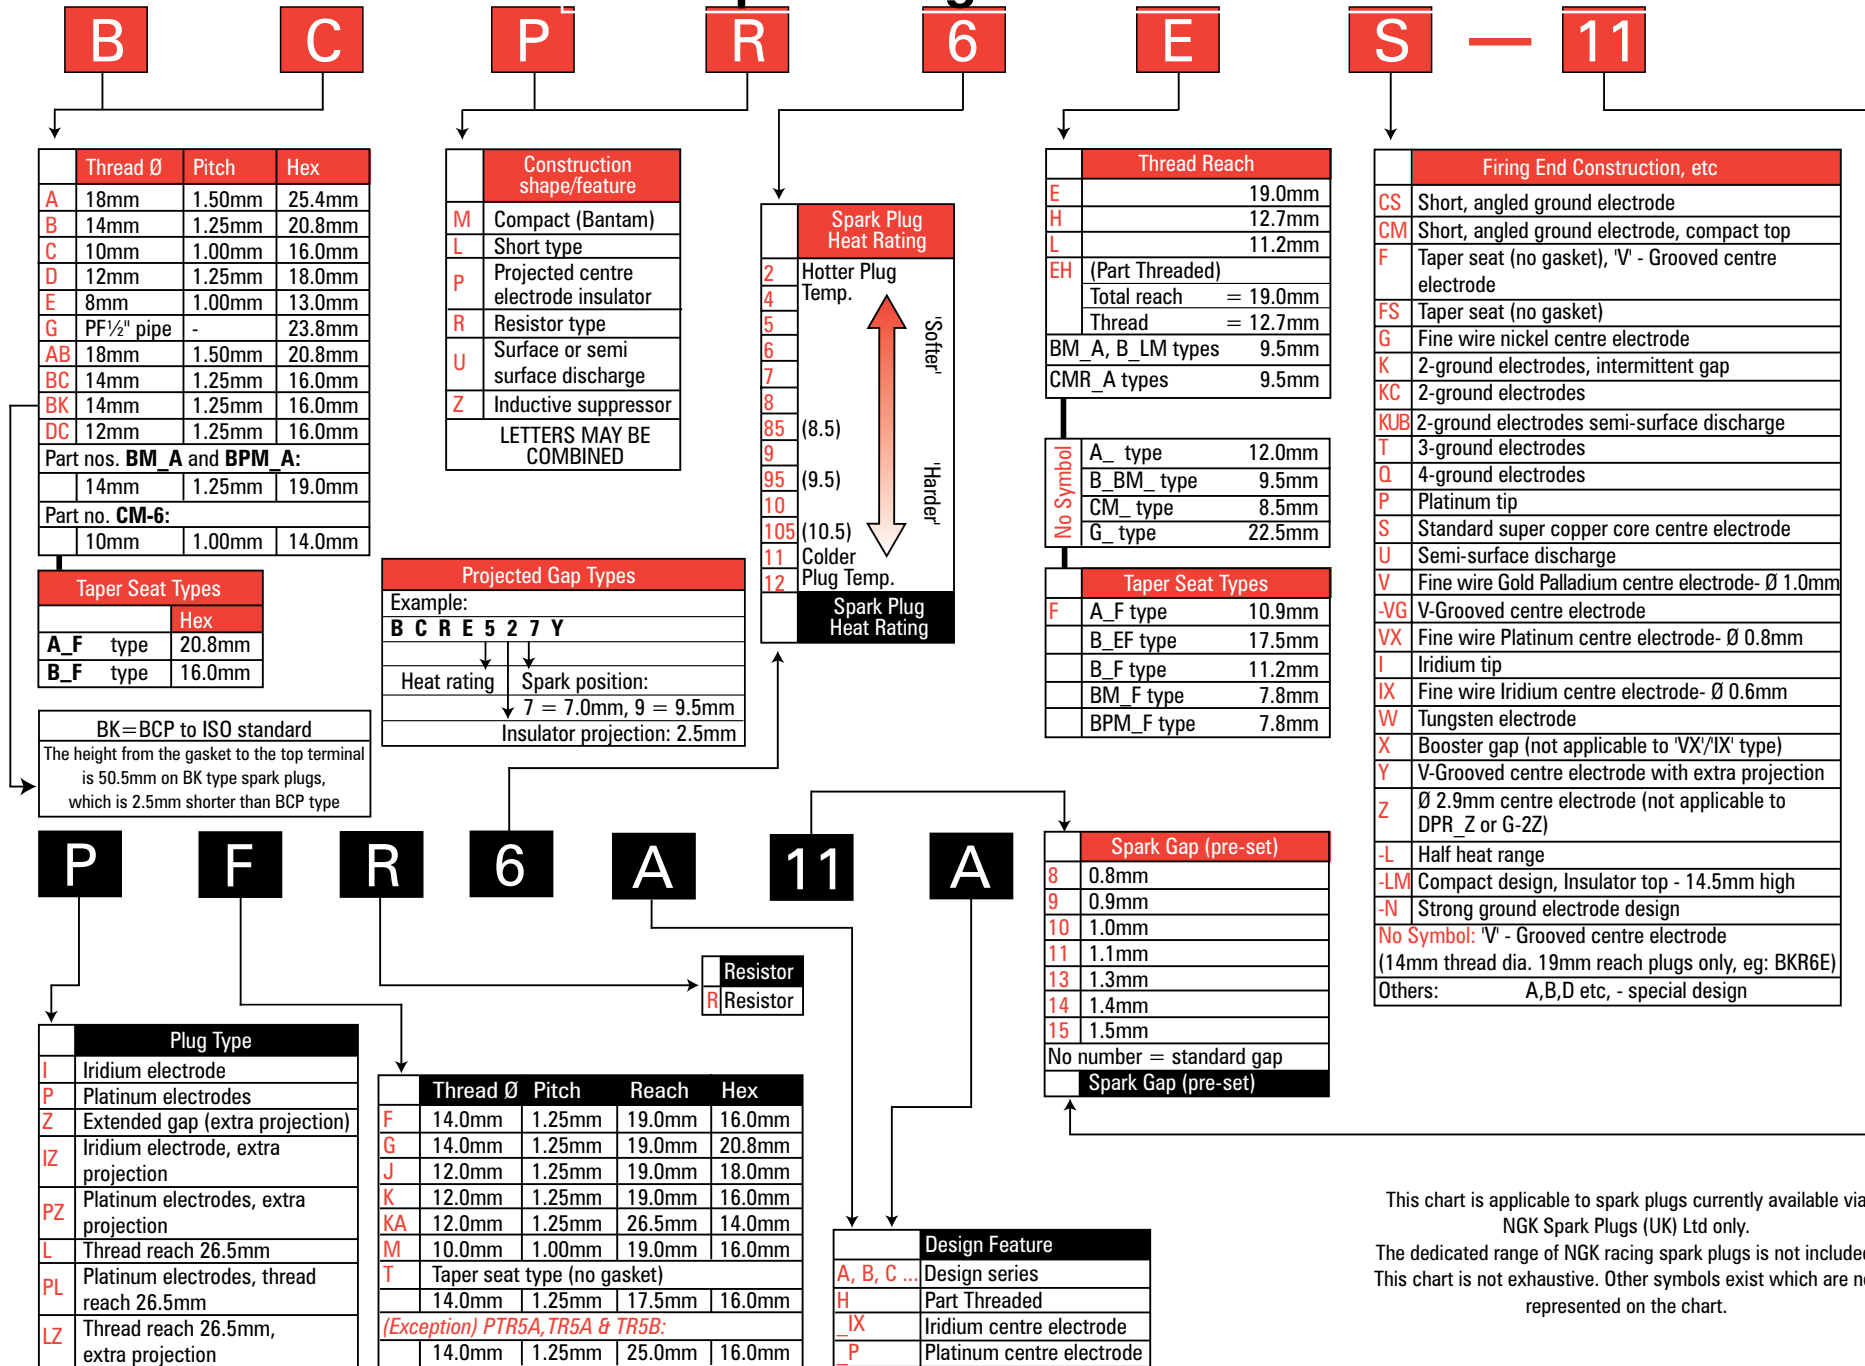 B C P R 6 E S — 11
Thread Ø Pitch Hex
A 18mm 1.50mm 25.4mm
B 14mm 1.25mm 20.8mm
C 10mm 1.00mm 16.0mm
D 12mm 1.25mm 18.0mm
E 8mm 1.00mm 13.0mm
G PF½" pipe - 23.8mm
AB 18mm 1.50mm 20.8mm
BC 14mm 1.25mm 16.0mm
BK 14mm 1.25mm 16.0mm
DC 12mm 1.25mm 16.0mm
Part nos. BM_A and BPM_A:
14mm 1.25mm 19.0mm
Part no. CM-6:
10mm 1.00mm 14.0mm
Taper Seat Types
Hex
A_F type 20.8mm
B_F type 16.0mm
BK=BCP to ISO standard
The height from the gasket to the top terminal
is 50.5mm on BK type spark plugs,
which is 2.5mm shorter than BCP type
Construction
shape/feature
M Compact (Bantam)
L Short type
P Projected centre
electrode insulator
R Resistor type
U Surface or semi
surface discharge
Z Inductive suppressor
LETTERS MAY BE
COMBINED
Projected Gap Types
Example:
B C R E 5 2 7 Y
Heat rating Spark position:
7 = 7.0mm, 9 = 9.5mm
Insulator projection: 2.5mm
Spark Plug
Heat Rating
2 Hotter Plug
Temp.
4
5
6
7
8
85 (8.5)
9
95 (9.5)
10
105 (10.5)
11 Colder
12 Plug Temp.
'Softer'
'Harder'
Spark Plug
Heat Rating
Thread Reach
E 19.0mm
H 12.7mm
L 11.2mm
EH (Part Threaded)
Total reach = 19.0mm
Thread = 12.7mm
BM_A, B_LM types 9.5mm
CMR_A types 9.5mm
No Symbol
A_ type 12.0mm
B_BM_ type 9.5mm
CM_ type 8.5mm
G_ type 22.5mm
Taper Seat Types
F A_F type 10.9mm
B_EF type 17.5mm
B_F type 11.2mm
BM_F type 7.8mm
BPM_F type 7.8mm
Firing End Construction, etc
CS Short, angled ground electrode
CM Short, angled ground electrode, compact top
F Taper seat (no gasket), 'V' - Grooved centre
electrode
FS Taper seat (no gasket)
G Fine wire nickel centre electrode
K 2-ground electrodes, intermittent gap
KC 2-ground electrodes
KUB 2-ground electrodes semi-surface discharge
T 3-ground electrodes
Q 4-ground electrodes
P Platinum tip
S Standard super copper core centre electrode
U Semi-surface discharge
V Fine wire Gold Palladium centre electrode- Ø 1.0mm
-VG V-Grooved centre electrode
VX Fine wire Platinum centre electrode- Ø 0.8mm
I Iridium tip
IX Fine wire Iridium centre electrode- Ø 0.6mm
W Tungsten electrode
X Booster gap (not applicable to 'VX'/'IX' type)
Y V-Grooved centre electrode with extra projection
Z Ø 2.9mm centre electrode (not applicable to
DPR_Z or G-2Z)
-L Half heat range
-LM Compact design, Insulator top - 14.5mm high
-N Strong ground electrode design
No Symbol: 'V' - Grooved centre electrode
(14mm thread dia. 19mm reach plugs only, eg: BKR6E)
Others: A,B,D etc, - special design
P F R 6 A 11 A
Plug Type
I Iridium electrode
P Platinum electrodes
Z Extended gap (extra projection)
IZ Iridium electrode, extra
projection
PZ Platinum electrodes, extra
projection
L Thread reach 26.5mm
PL Platinum electrodes, thread
reach 26.5mm
LZ Thread reach 26.5mm,
extra projection
Thread Ø Pitch Reach Hex
F 14.0mm 1.25mm 19.0mm 16.0mm
G 14.0mm 1.25mm 19.0mm 20.8mm
J 12.0mm 1.25mm 19.0mm 18.0mm
K 12.0mm 1.25mm 19.0mm 16.0mm
KA 12.0mm 1.25mm 26.5mm 14.0mm
M 10.0mm 1.00mm 19.0mm 16.0mm
T Taper seat type (no gasket)
14.0mm 1.25mm 17.5mm 16.0mm
(Exception) PTR5A,TR5A & TR5B:
14.0mm 1.25mm 25.0mm 16.0mm
Resistor
R Resistor
Design Feature
A, B, C ... Design series
H Part Threaded
_IX Iridium centre electrode
_P Platinum centre electrode
Spark Gap (pre-set)
8 0.8mm
9 0.9mm
10 1.0mm
11 1.1mm
13 1.3mm
14 1.4mm
15 1.5mm
No number = standard gap
Spark Gap (pre-set)
This chart is applicable to spark plugs currently available via
NGK Spark Plugs (UK) Ltd only.
The dedicated range of NGK racing spark plugs is not include
This chart is not exhaustive. Other symbols exist which are no
represented on the chart.